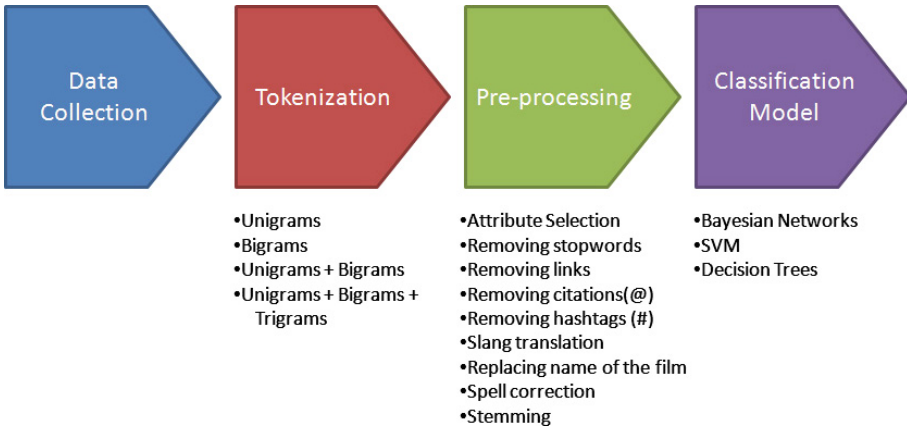 Data
Collection
Tokenization
Pre-processing
Classification
Model
•Unigrams
•Bigrams
•Unigrams + Bigrams
•Unigrams + Bigrams +
Trigrams
•Attribute Selection
•Removing stopwords
•Removing links
•Removing citations(@)
•Removing hashtags (#)
•Slang translation
•Replacing name of the film
•Spell correction
•Stemming
•Bayesian Networks
•SVM
•Decision Trees